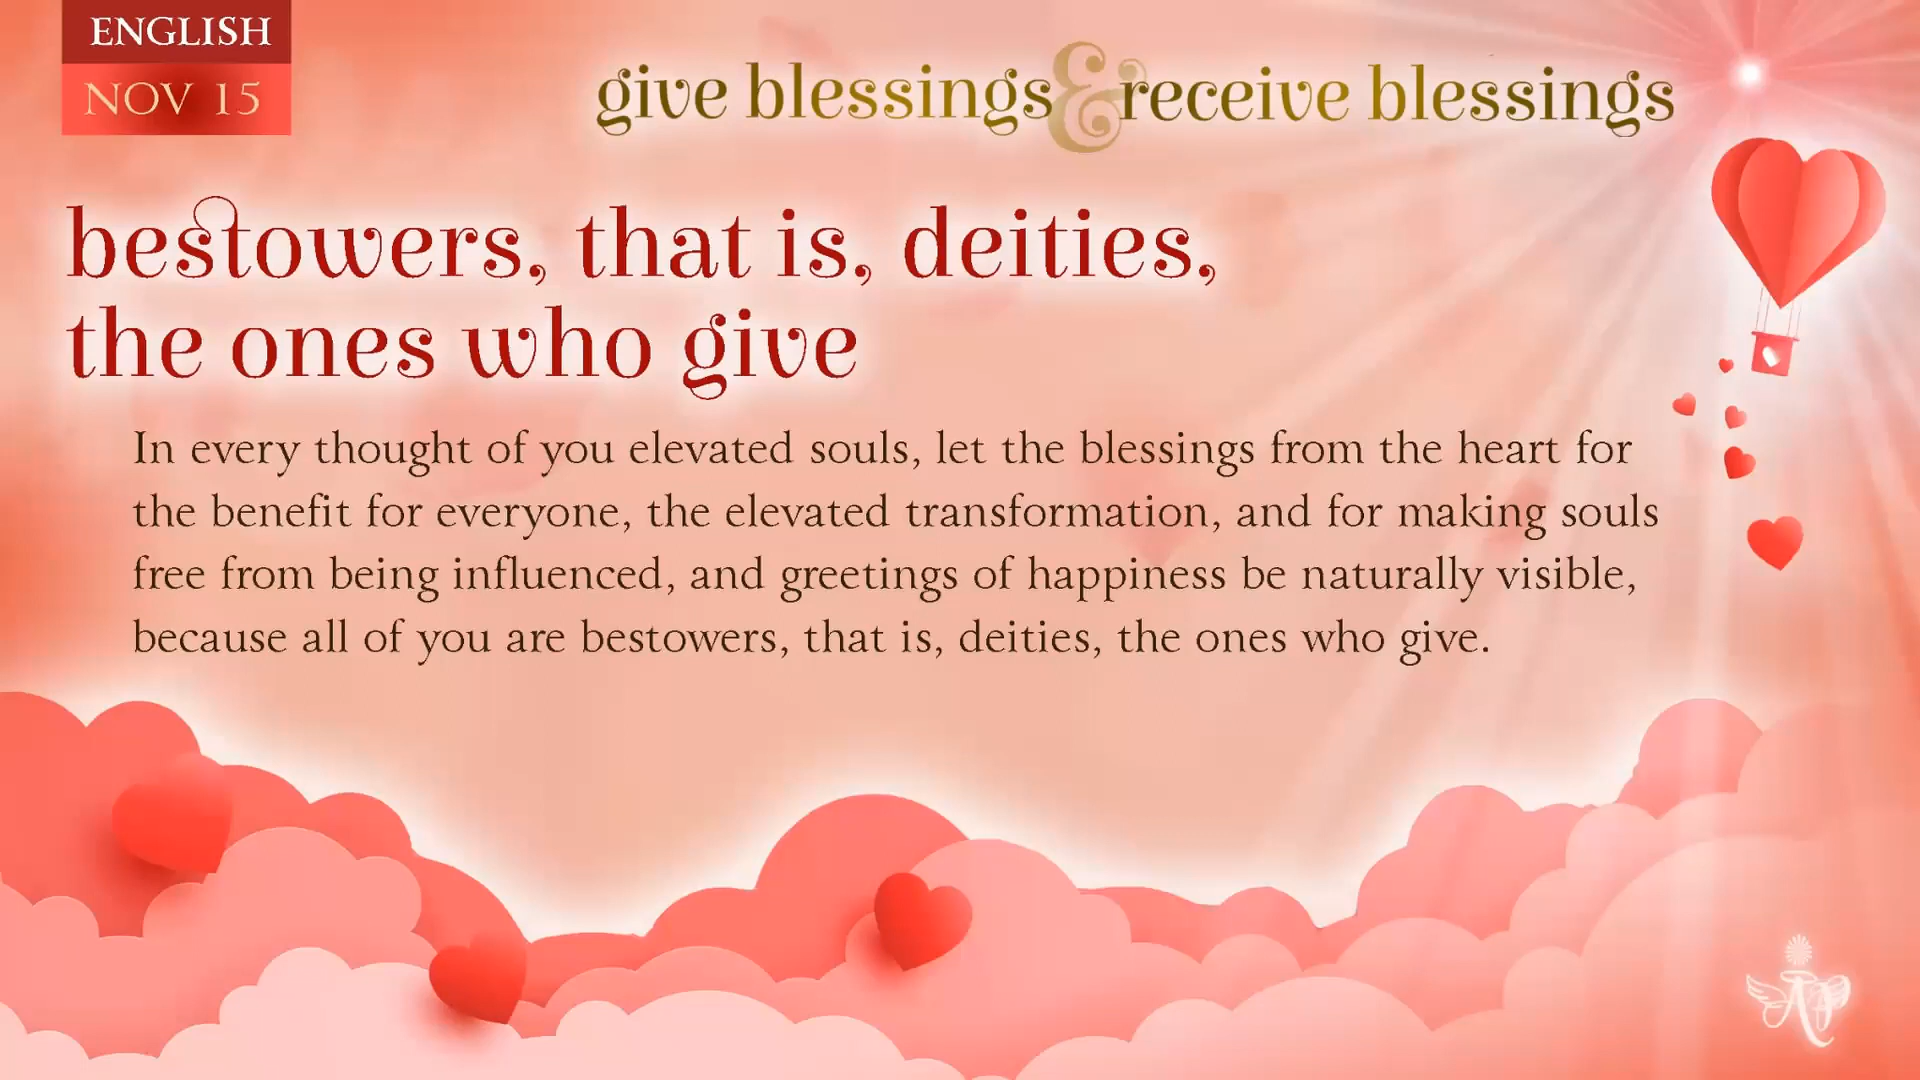 ENGLISH
NOV 15
give blessings & receive blessings
bestowers, that is, deities,
the ones who give
In every thought of you elevated souls, let the blessings from the heart for
the benefit for everyone, the elevated transformation, and for making souls
free from being influenced, and greetings of happiness be naturally visible,
because all of you are bestowers, that is, deities, the ones who give.